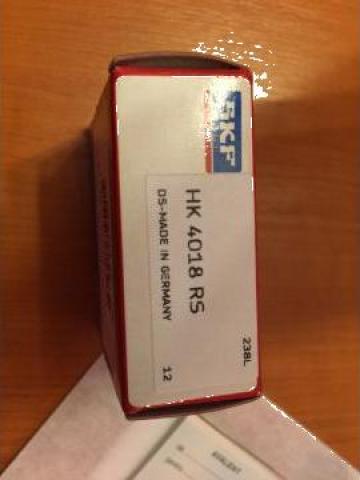 SKF
HK 4018 RS
DS-MADE IN GERMANY
12
238L